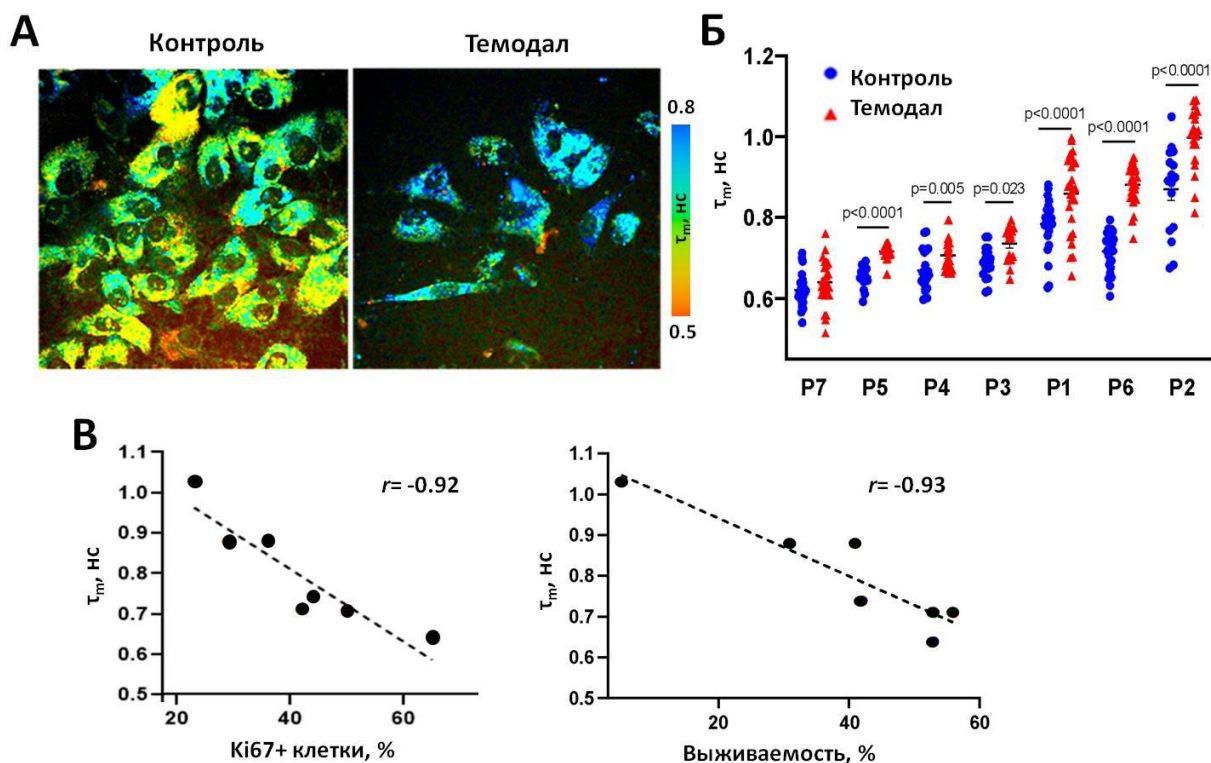 А
Контроль
Темодал
0.8
τm, нс
0.5
Б
τm, нс
1.2
1.0
0.8
0.6
Контроль
Темодал
p<0.0001
p=0.005
p=0.023
p<0.0001
p<0.0001
p<0.0001
P7 P5 P4 P3 P1 P6 P2
В
τm, нс
1.1
1.0
0.9
0.8
0.7
0.6
0.5
r= -0.92
20 40 60
Ki67+ клетки, %
τm, нс
1.1
1.0
0.9
0.8
0.7
0.6
0.5
r= -0.93
20 40 60
Выживаемость, %